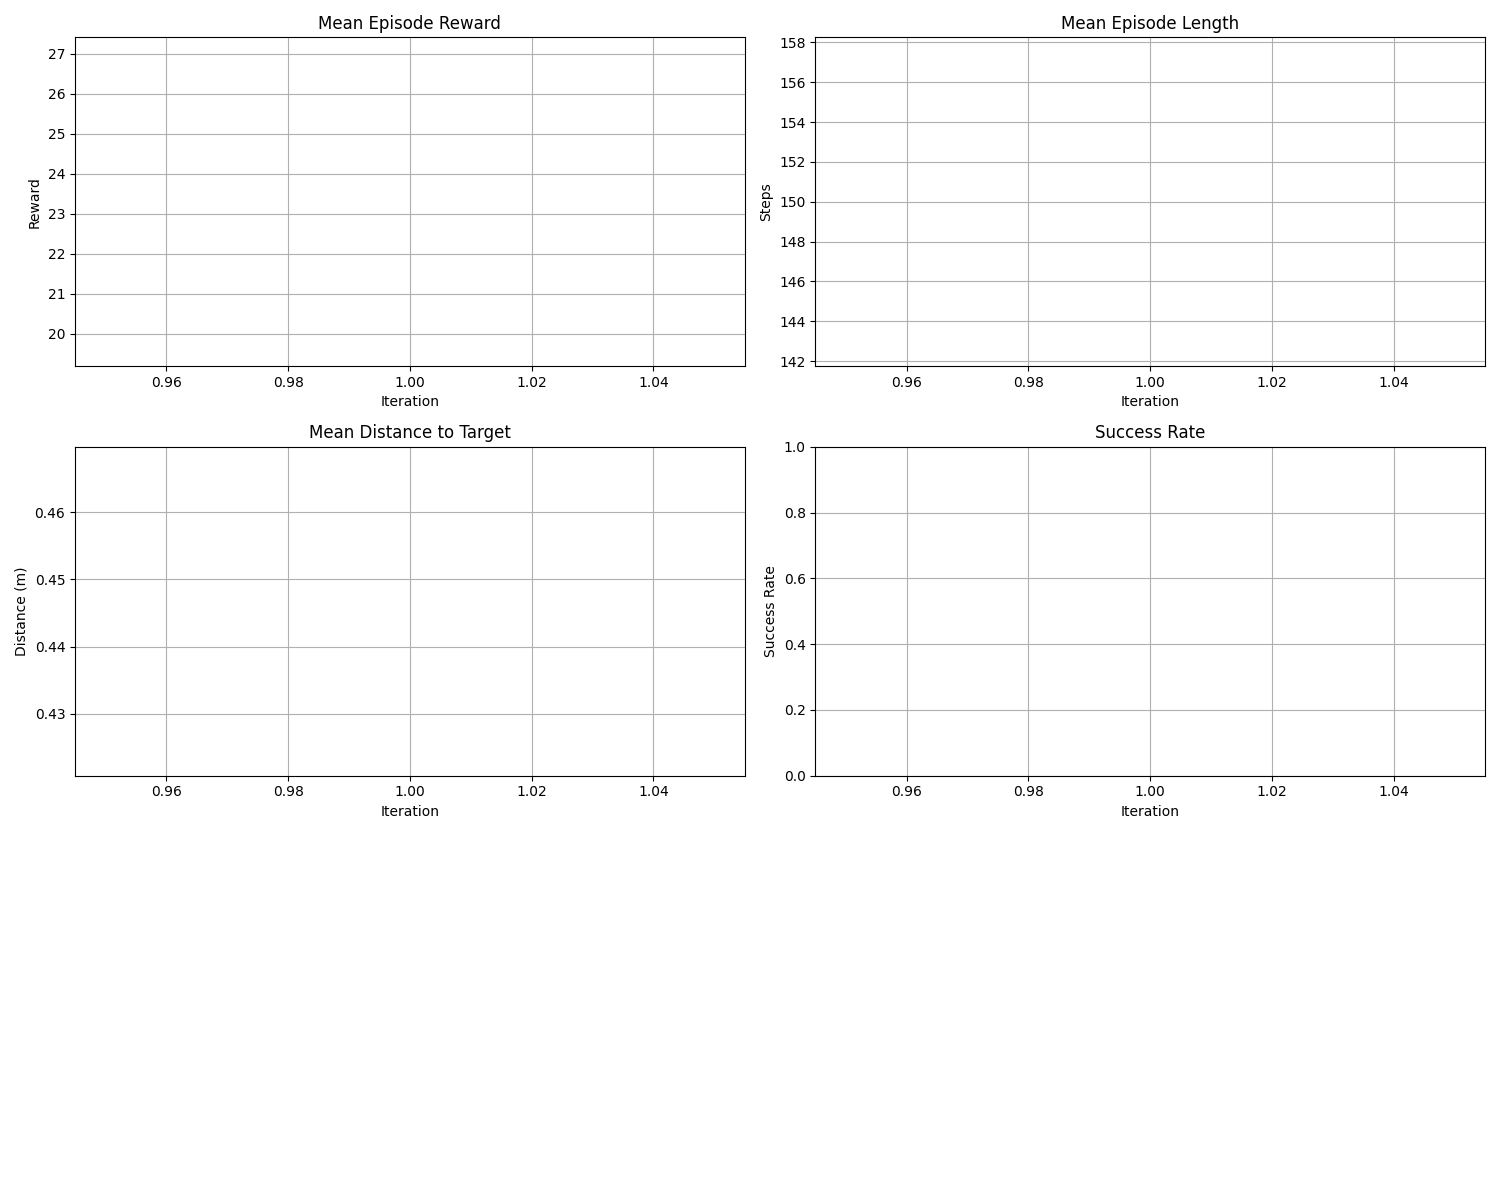 Mean Episode Reward
27
26
25
24
23
22
21
20
Reward
0.96 0.98 1.00 1.02 1.04
Iteration
Mean Episode Length
158
156
154
152
150
148
146
144
142
Steps
0.96 0.98 1.00 1.02 1.04
Iteration
Mean Distance to Target
0.46
0.45
0.44
0.43
Distance (m)
0.96 0.98 1.00 1.02 1.04
Iteration
Success Rate
1.0
0.8
0.6
0.4
0.2
0.0
Success Rate
0.96 0.98 1.00 1.02 1.04
Iteration